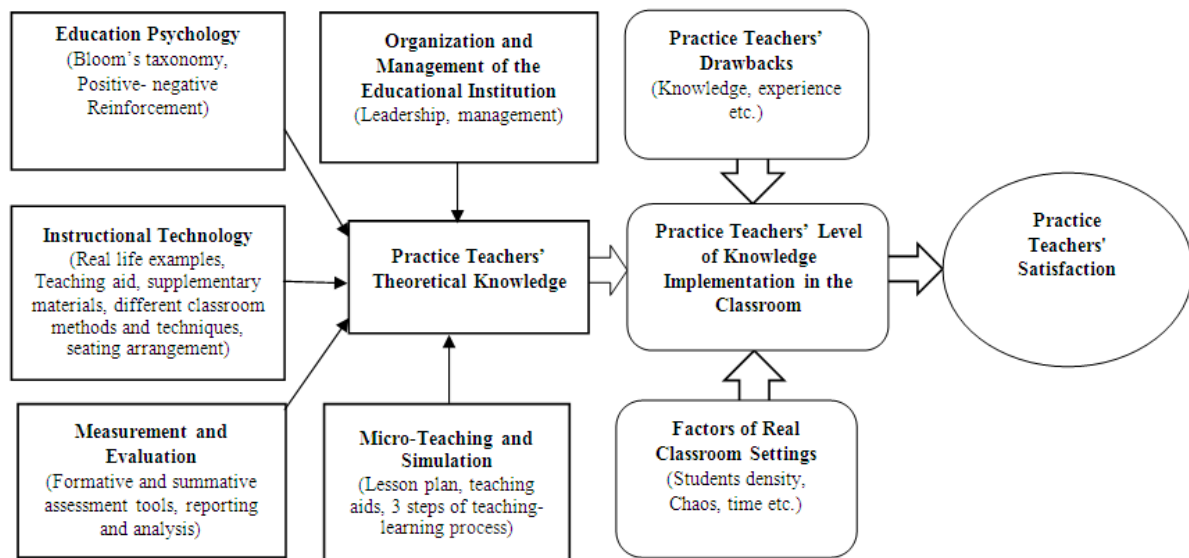 Education Psychology
(Bloom’s taxonomy,
Positive- negative
Reinforcement)
Organization and
Management of the
Educational Institution
(Leadership, management)
Practice Teachers’
Drawbacks
(Knowledge, experience
etc.)
Instructional Technology
(Real life examples,
Teaching aid, supplementary
materials, different classroom
methods and techniques,
seating arrangement)
Practice Teachers’
Theoretical Knowledge
Practice Teachers’ Level
of Knowledge
Implementation in the
Classroom
Practice
Teachers'
Satisfaction
Measurement and
Evaluation
(Formative and summative
assessment tools, reporting
and analysis)
Micro-Teaching and
Simulation
(Lesson plan, teaching
aids, 3 steps of teaching-
learning process)
Factors of Real
Classroom Settings
(Students density,
Chaos, time etc.)